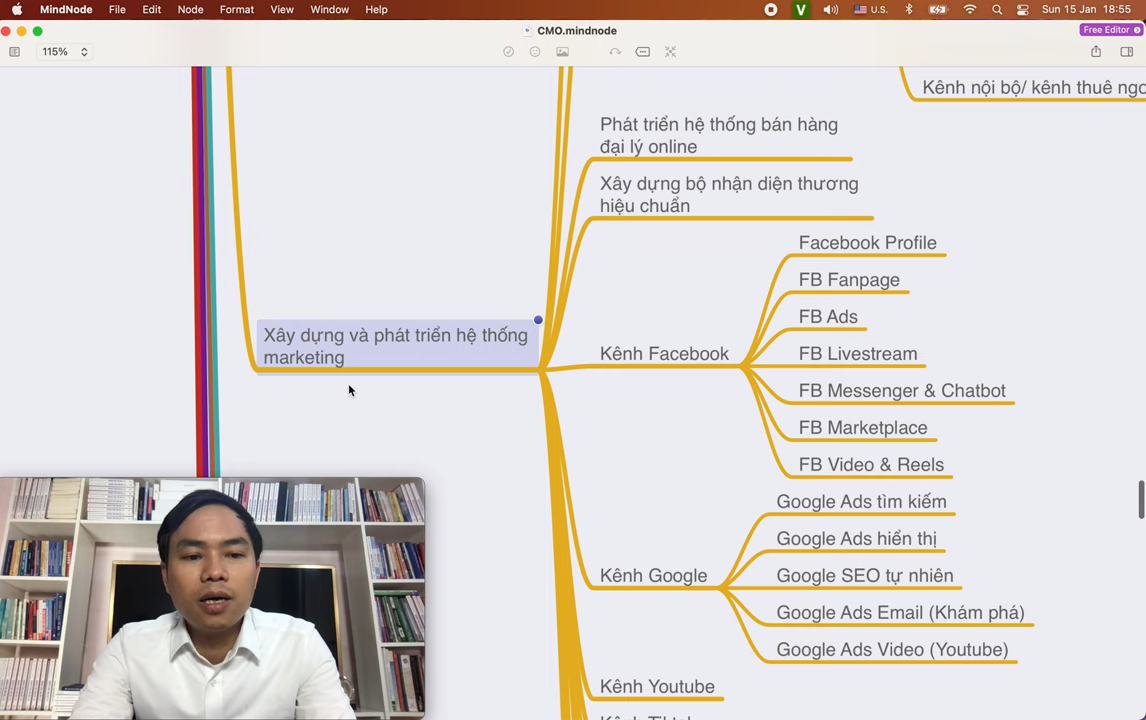 MindNode File Edit Node Format View Window Help V U.S. Sun 15 Jan 18:55
CMO.mindnode
Free Editor
115%
Kênh nội bộ/ kênh thuê ngo
Phát triển hệ thống bán hàng
đại lý online
Xây dựng bộ nhận diện thương
hiệu chuẩn
Facebook Profile
FB Fanpage
FB Ads
Xây dựng và phát triển hệ thống
marketing
Kênh Facebook
FB Livestream
FB Messenger & Chatbot
FB Marketplace
FB Video & Reels
Google Ads tìm kiếm
Google Ads hiển thị
Kênh Google
Google SEO tự nhiên
Google Ads Email (Khám phá)
Google Ads Video (Youtube)
Kênh Youtube